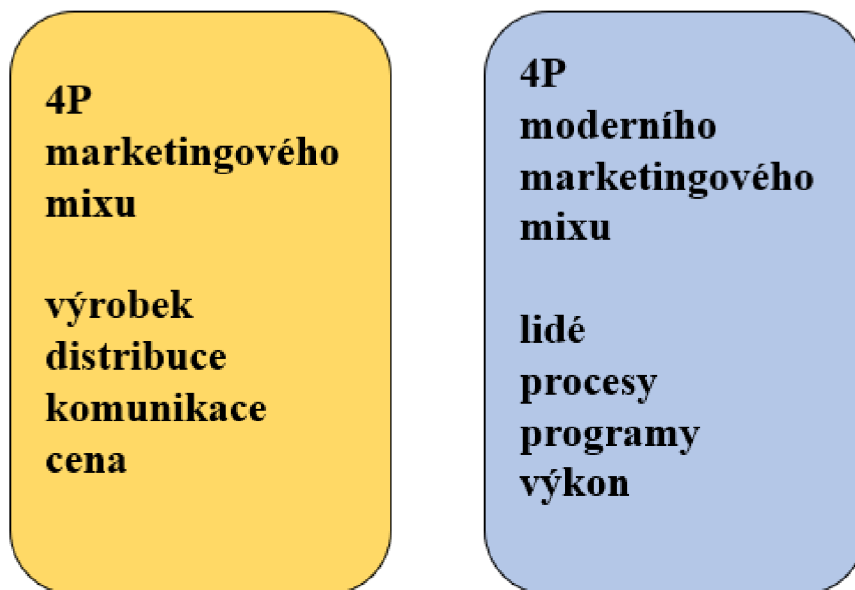 4P
marketingového
mixu
výrobek
distribuce
komunikace
cena
4P
moderního
marketingového
mixu
lidé
procesy
programy
výkon